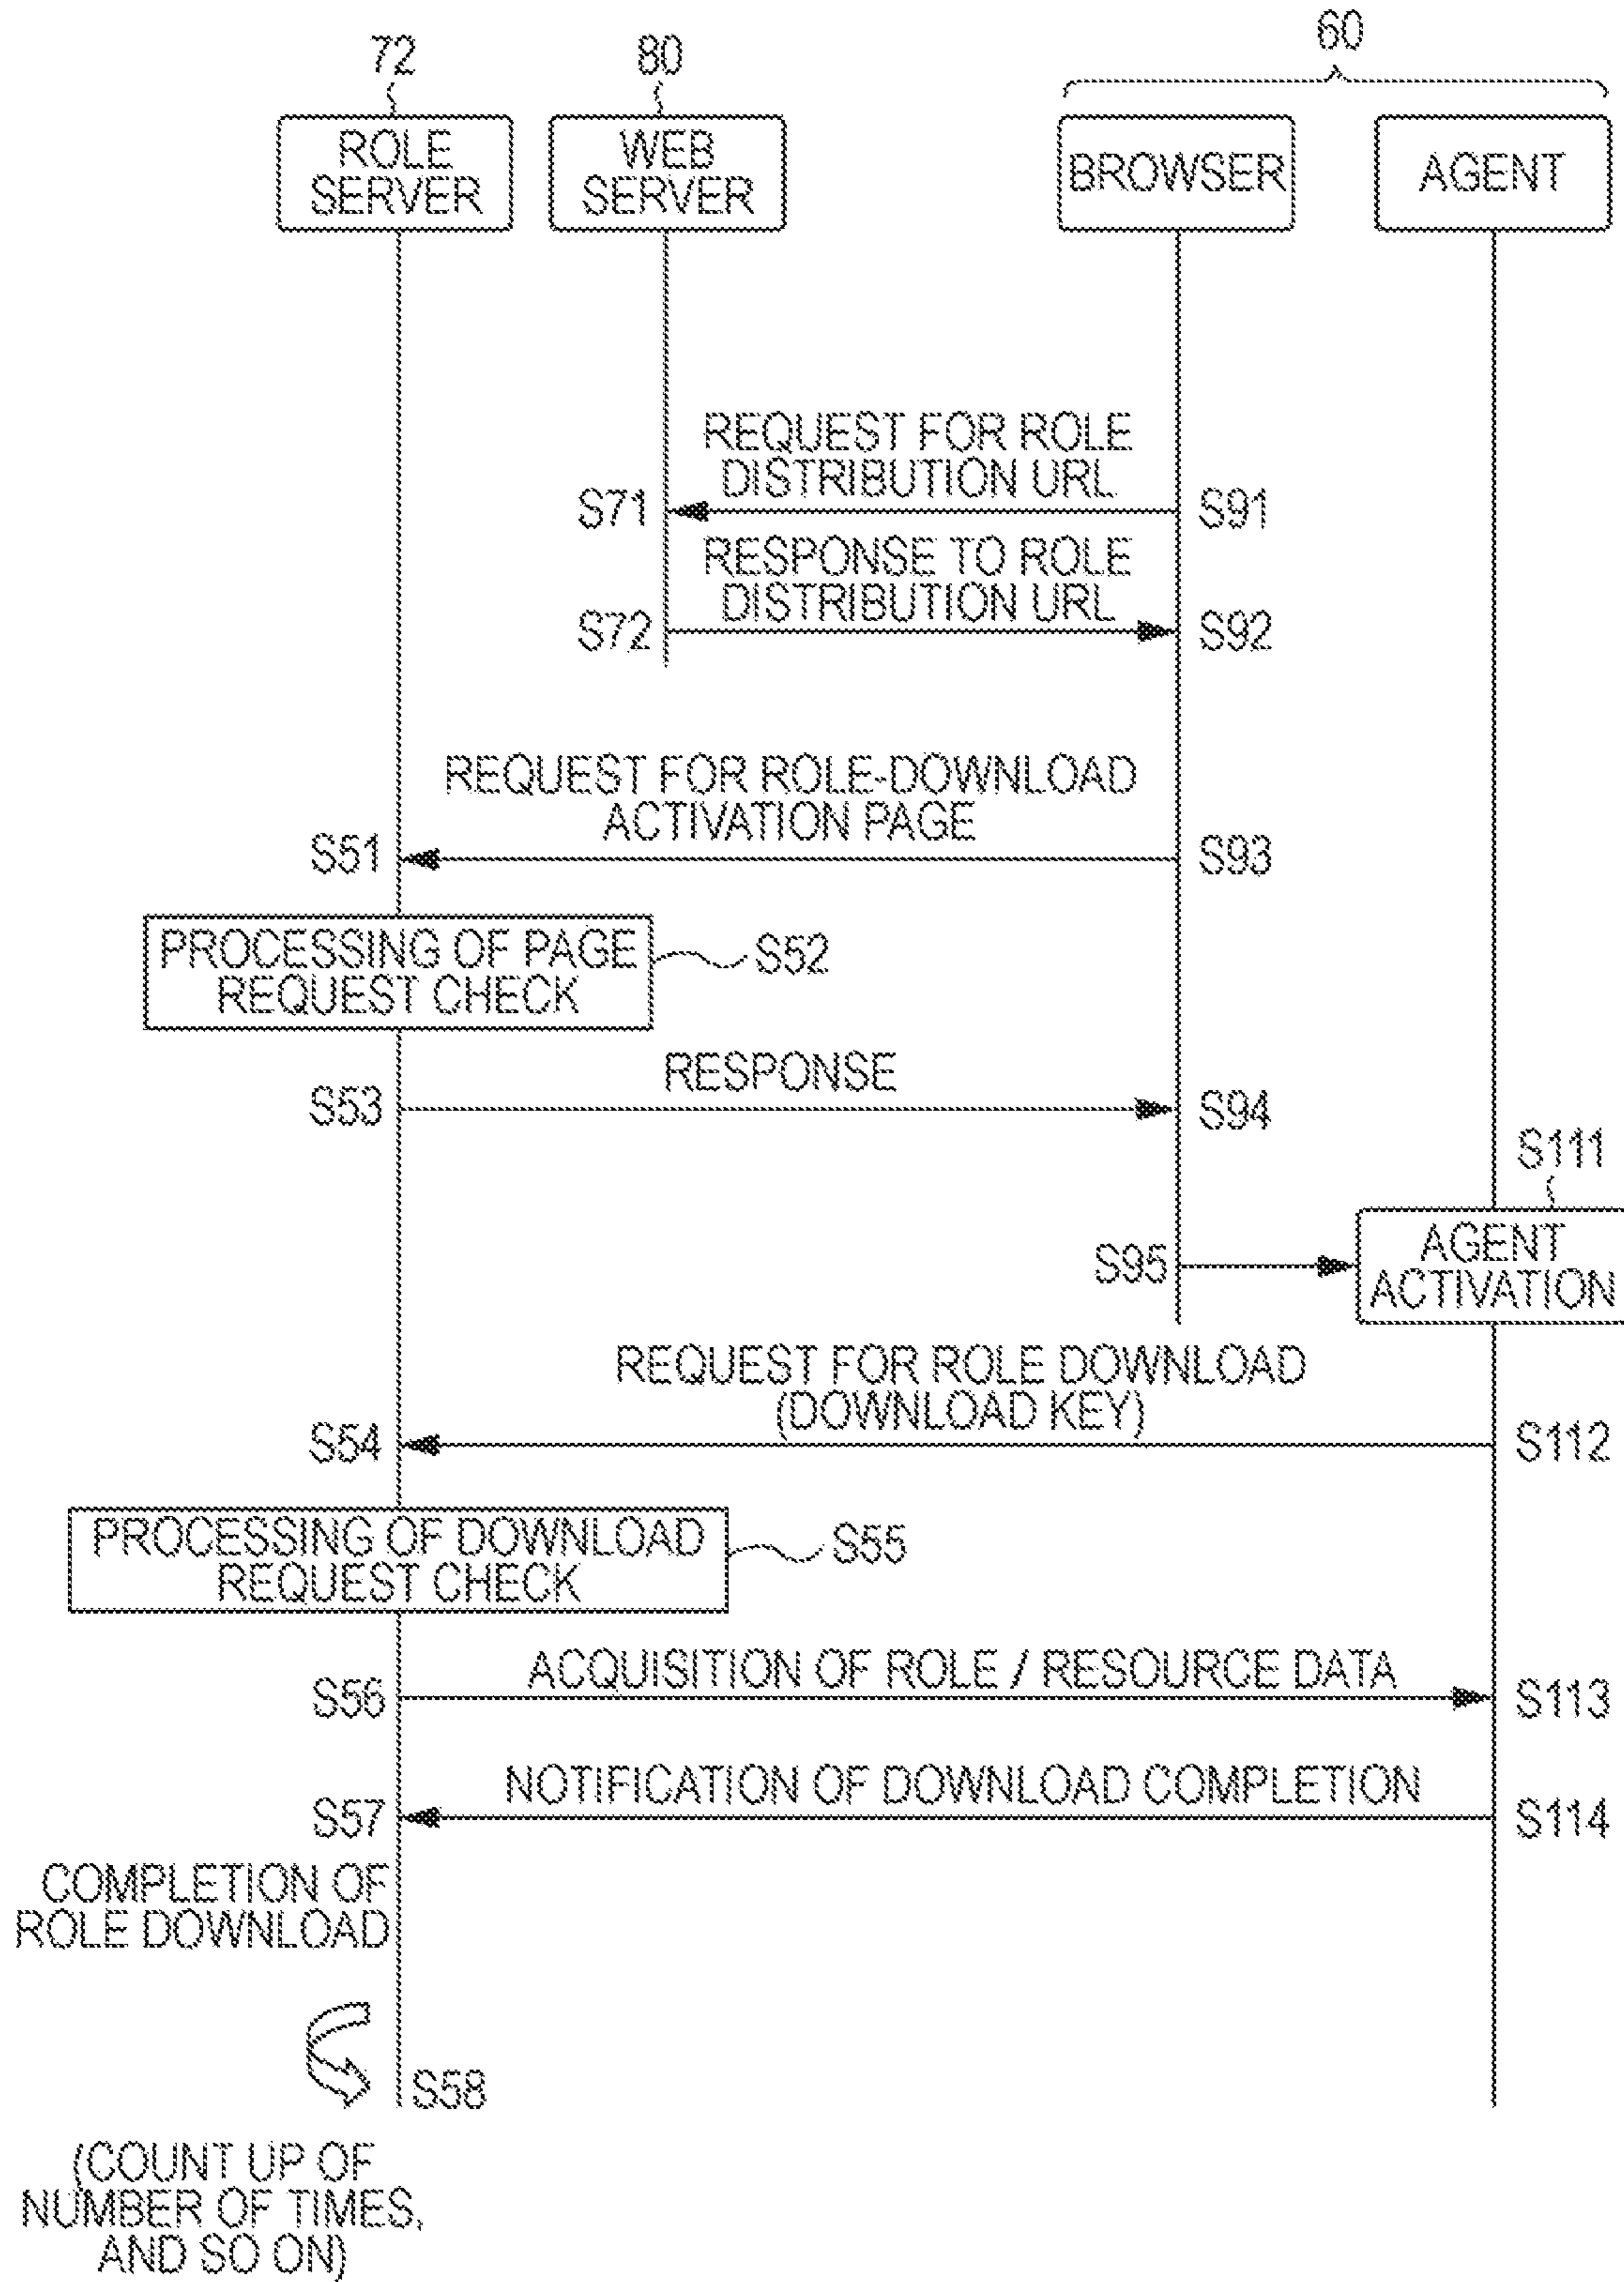 72
80
60
ROLE
SERVER
WEB
SERVER
BROWSER
AGENT
REQUEST FOR ROLE
DISTRIBUTION URL
S71
S91
RESPONSE TO ROLE
DISTRIBUTION URL
S72
S92
REQUEST FOR ROLE-DOWNLOAD
ACTIVATION PAGE
S51
S93
PROCESSING OF PAGE
REQUEST CHECK
S52
RESPONSE
S53
S94
S111
S95
AGENT
ACTIVATION
REQUEST FOR ROLE DOWNLOAD
(DOWNLOAD KEY)
S54
S112
PROCESSING OF DOWNLOAD
REQUEST CHECK
S55
ACQUISITION OF ROLE / RESOURCE DATA
S56
S113
NOTIFICATION OF DOWNLOAD COMPLETION
S57
S114
COMPLETION OF
ROLE DOWNLOAD
S58
(COUNT UP OF
NUMBER OF TIMES,
AND SO ON)